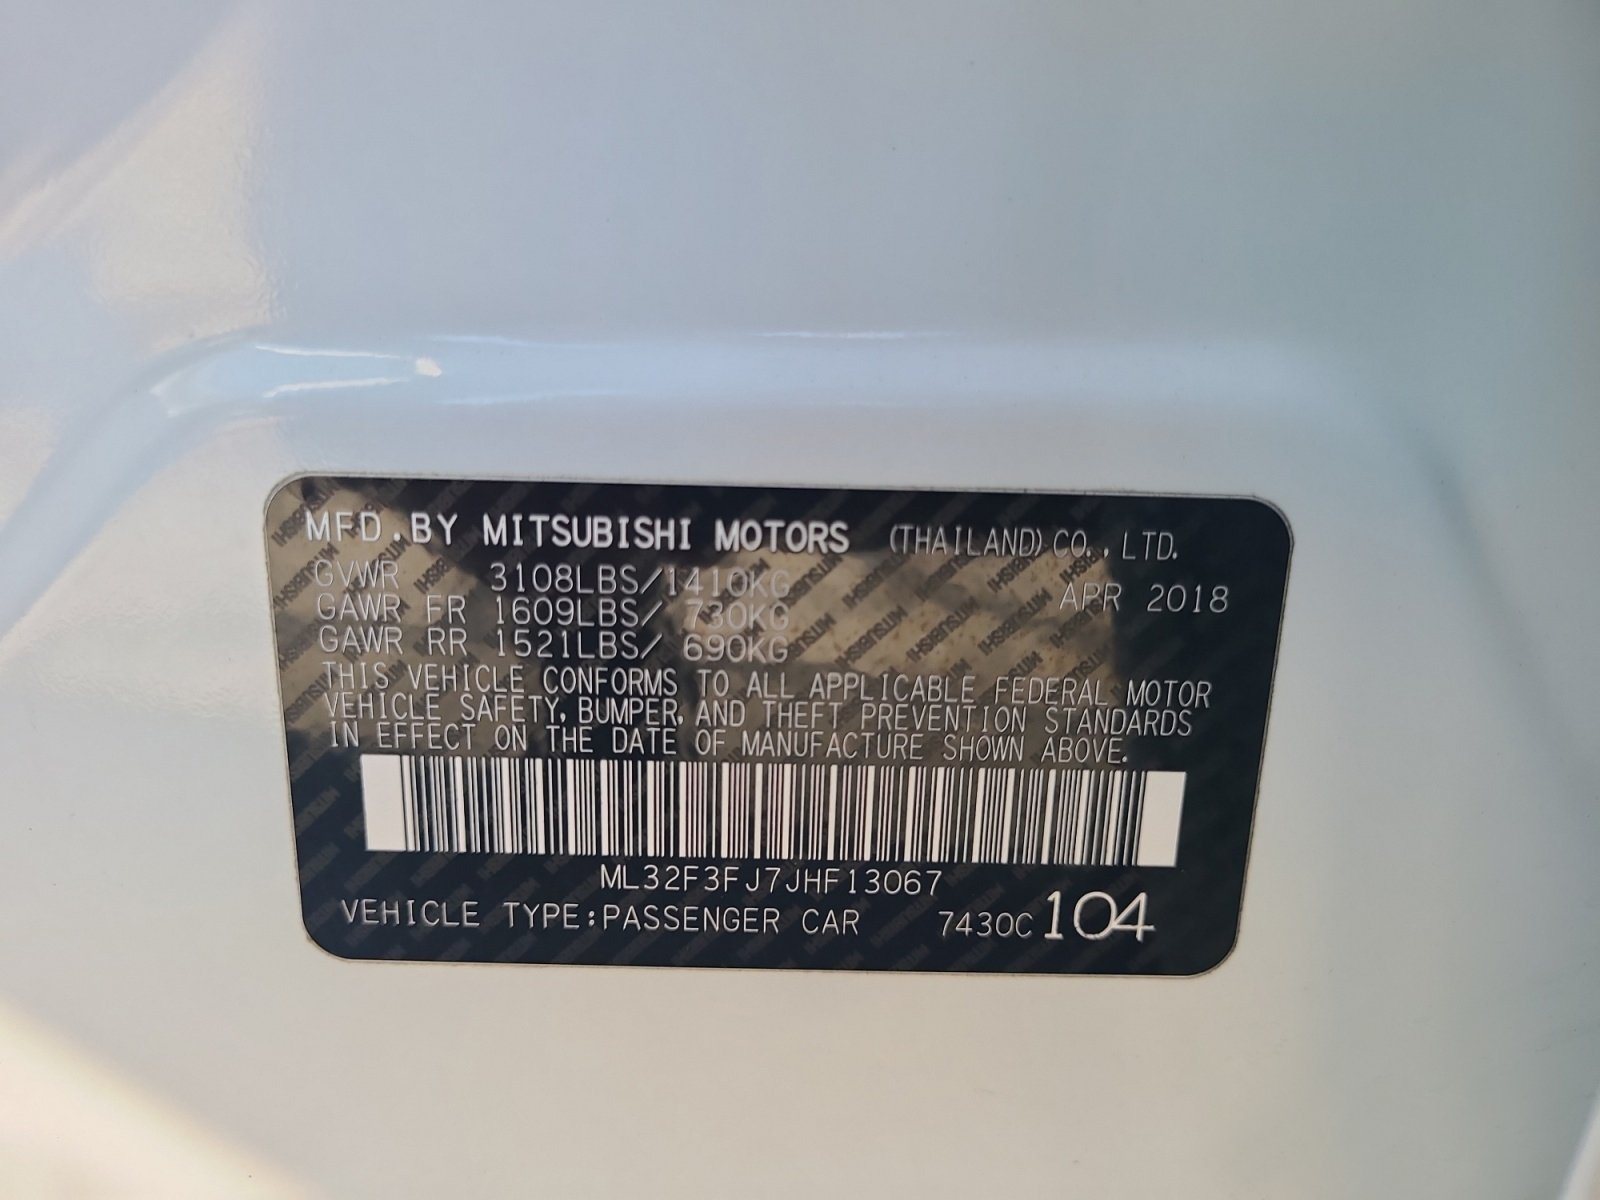 MFD.BY MITSUBISHI MOTORS (THAILAND) CO., LTD.
GVWR 3108LBS/1410KG APR 2018
GAWR FR 1609LBS/ 730KG
GAWR RR 1521LBS/ 690KG
THIS VEHICLE CONFORMS TO ALL APPLICABLE FEDERAL MOTOR
VEHICLE SAFETY, BUMPER, AND THEFT PREVENTION STANDARDS
IN EFFECT ON THE DATE OF MANUFACTURE SHOWN ABOVE.
ML32F3FJ7JHF13067
VEHICLE TYPE:PASSENGER CAR 7430C 104